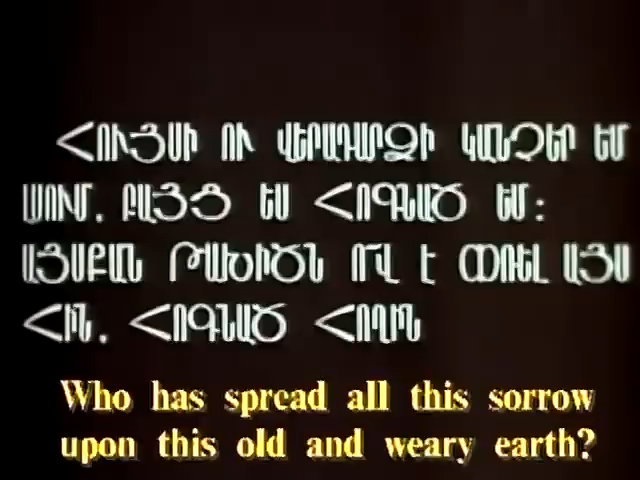 ՀՈՒՅՍԻ ՈՒ ՎԵՐԱԴԱՐՁԻ ԿԱՆՉԵՐ ԵՄ
ԼՍՈՒՄ. ԲԱՅՑ ԵՍ ՀՈԳՆԱԾ ԵՄ:
ԱՅՍՔԱՆ ԹԱԽԻԾՆ ՈՎ Է ՓՌԵԼ ԱՅՍ
ՀԻՆ. ՀՈԳՆԱԾ ՀՈՂԻՆ
Who has spread all this sorrow
upon this old and weary earth?